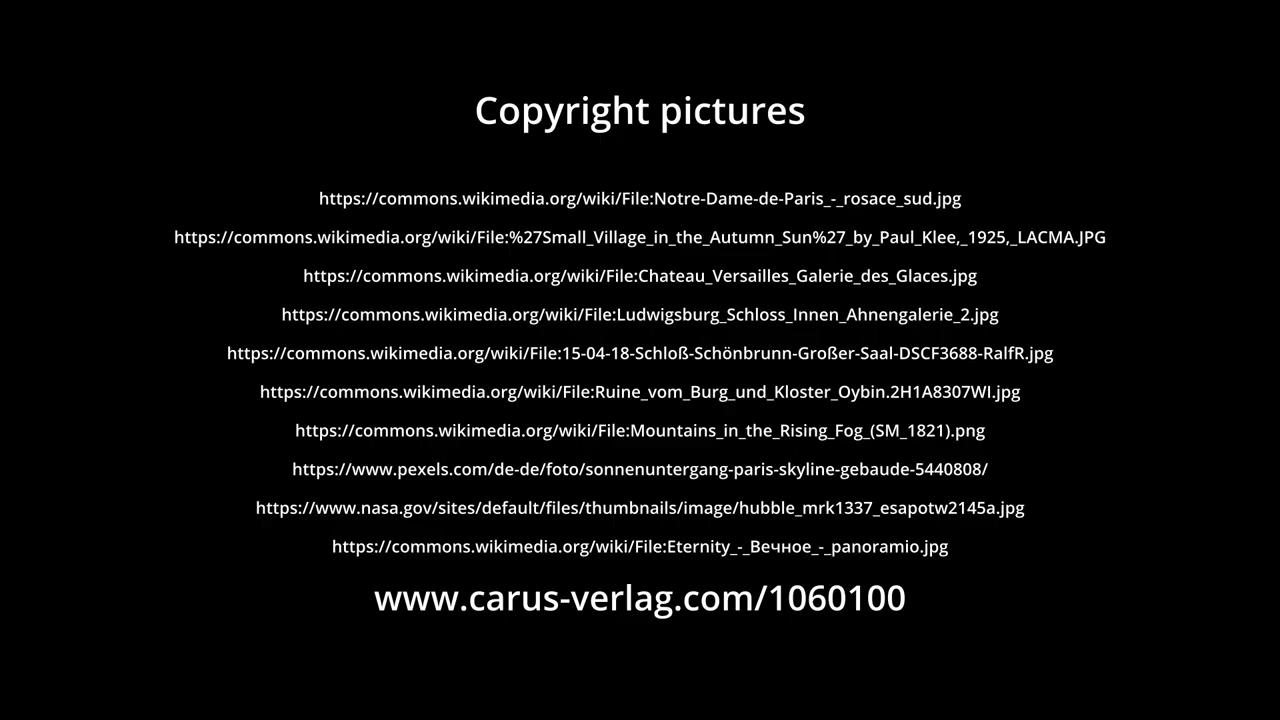 Copyright pictures
https://commons.wikimedia.org/wiki/File:Notre-Dame-de-Paris_-_rosace_sud.jpg
https://commons.wikimedia.org/wiki/File:%27Small_Village_in_the_Autumn_Sun%27_by_Paul_Klee,_1925,_LACMA.JPG
https://commons.wikimedia.org/wiki/File:Chateau_Versailles_Galerie_des_Glaces.jpg
https://commons.wikimedia.org/wiki/File:Ludwigsburg_Schloss_Innen_Ahnengalerie_2.jpg
https://commons.wikimedia.org/wiki/File:15-04-18-Schloß-Schönbrunn-Großer-Saal-DSCF3688-RalfR.jpg
https://commons.wikimedia.org/wiki/File:Ruine_vom_Burg_und_Kloster_Oybin.2H1A8307WI.jpg
https://commons.wikimedia.org/wiki/File:Mountains_in_the_Rising_Fog_(SM_1821).png
https://www.pexels.com/de-de/foto/sonnenuntergang-paris-skyline-gebaude-5440808/
https://www.nasa.gov/sites/default/files/thumbnails/image/hubble_mrk1337_esapotw2145a.jpg
https://commons.wikimedia.org/wiki/File:Eternity_-_Вечное_-_panoramio.jpg
www.carus-verlag.com/1060100